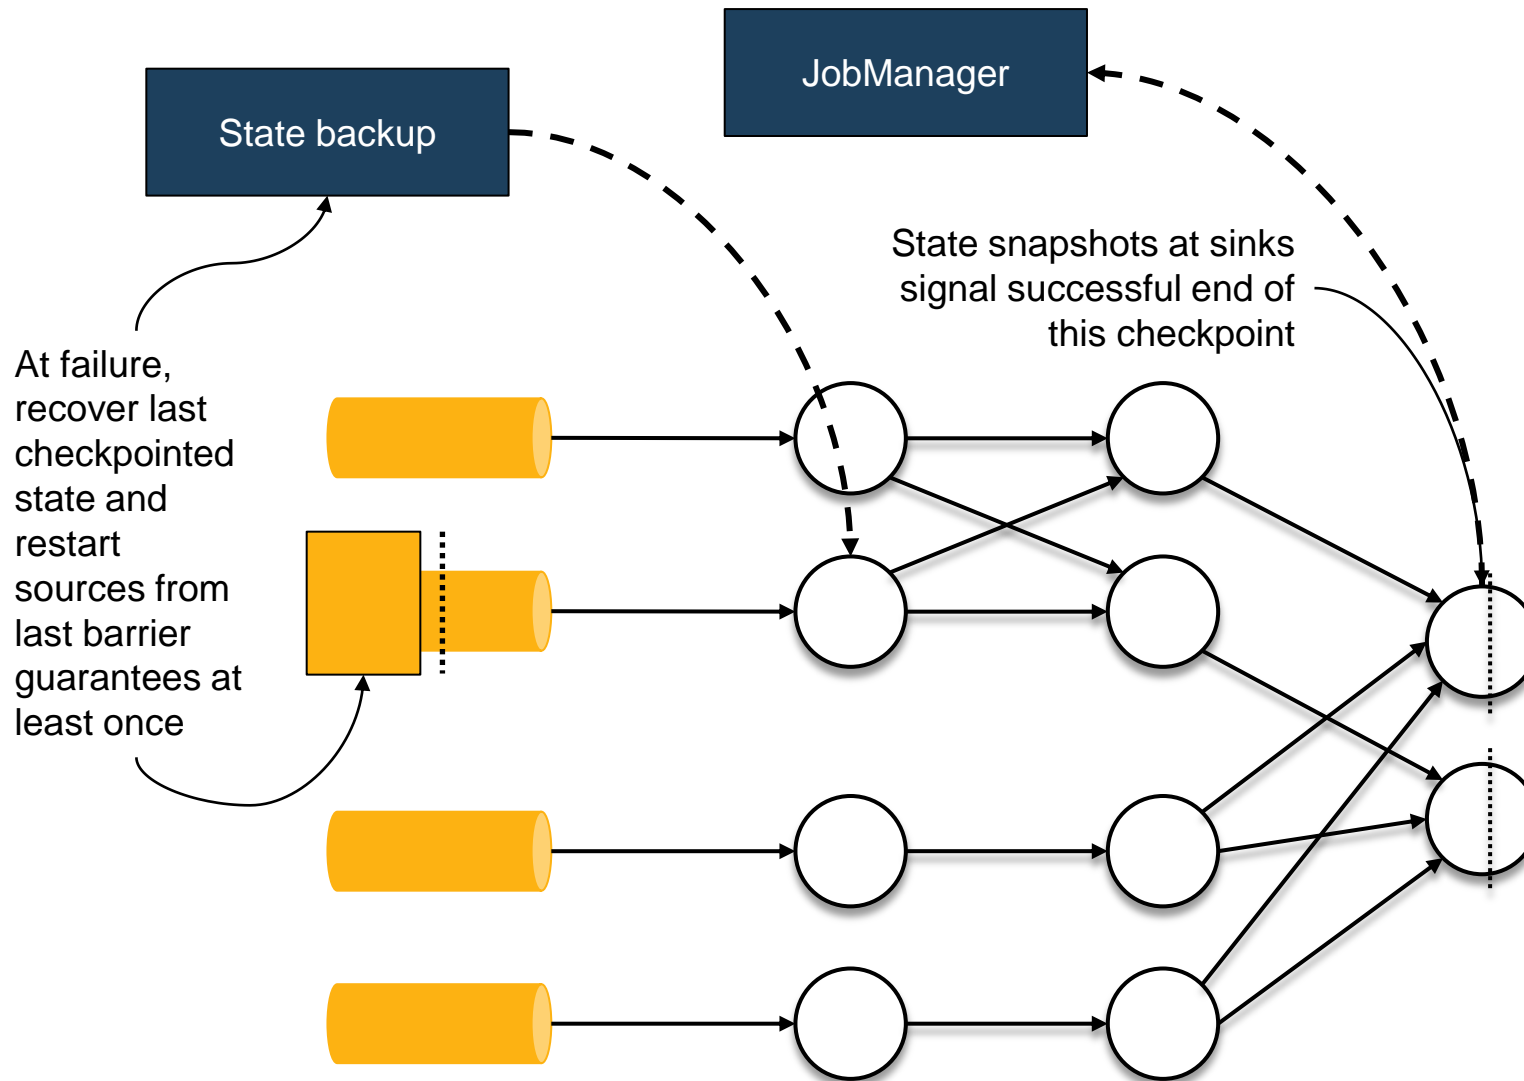 JobManager
State backup
State snapshots at sinks
signal successful end of
this checkpoint
At failure,
recover last
checkpointed
state and
restart
sources from
last barrier
guarantees at
least once